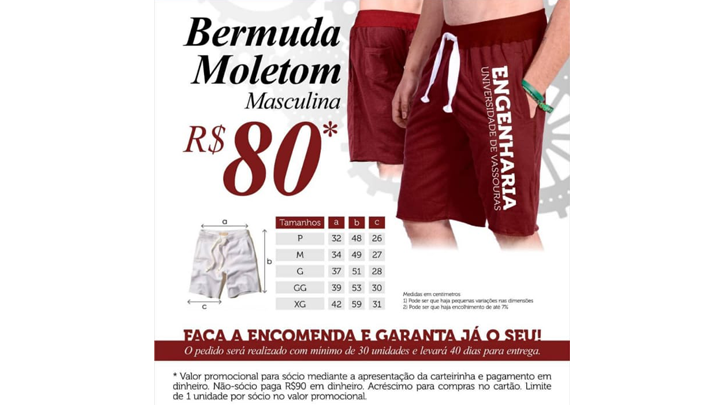 Bermuda
Moletom
Masculina
R$ 80*
ENGENHARIA
UNIVERSIDADE DE VASSOURAS
a
b
c
Tamanhos a b c
P 32 48 26
M 34 49 27
G 37 51 28
GG 39 53 30
XG 42 59 31
Medidas em centímetros
1) Pode ser que haja pequenas variações nas dimensões
2) Pode ser que haja encolhimento de até 7%
FAÇA A ENCOMENDA E GARANTA JÁ O SEU!
O pedido será realizado com mínimo de 30 unidades e levará 40 dias para entrega.
* Valor promocional para sócio mediante a apresentação da carteirinha e pagamento em
dinheiro. Não-sócio paga R$90 em dinheiro. Acréscimo para compras no cartão. Limite
de 1 unidade por sócio no valor promocional.